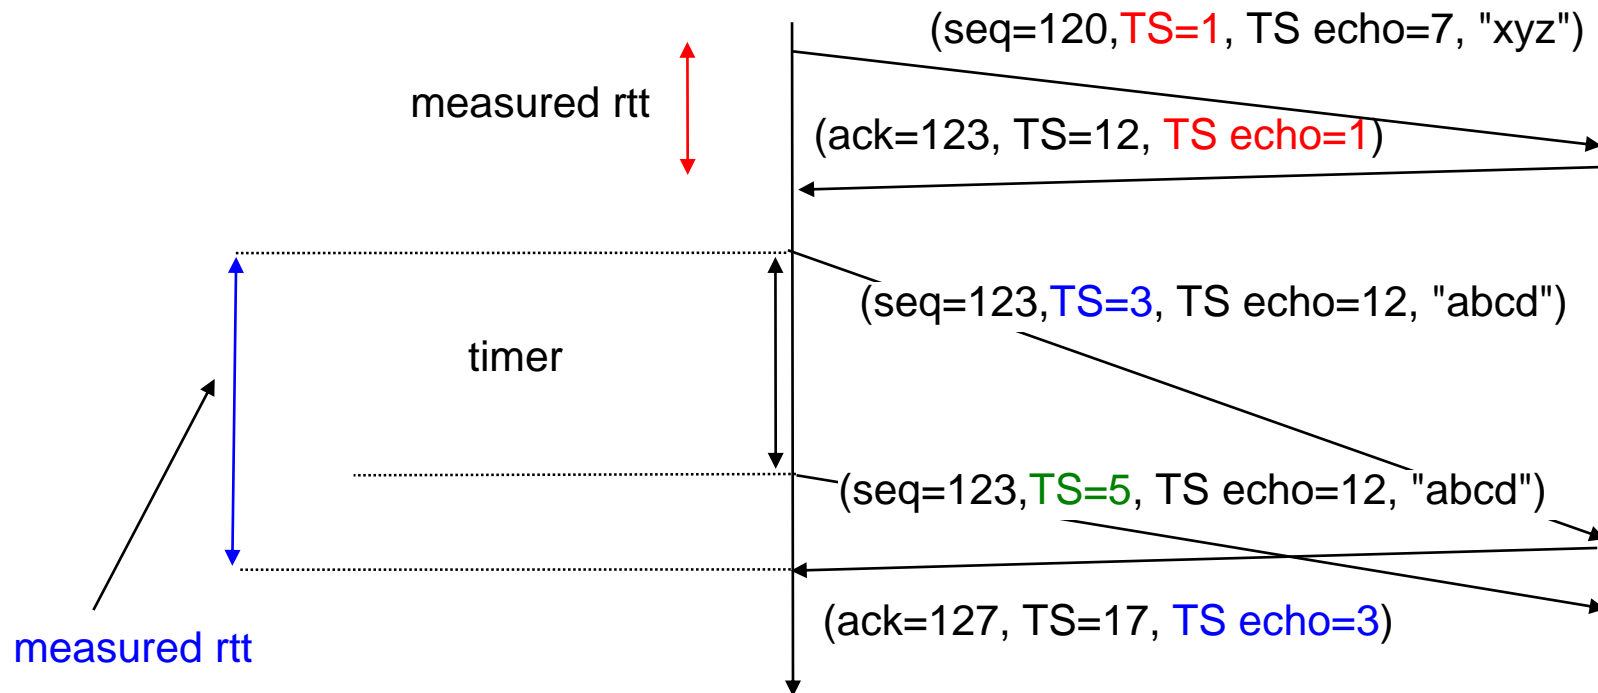 (seq=120,TS=1, TS echo=7, "xyz")
measured rtt
(ack=123, TS=12, TS echo=1)
(seq=123,TS=3, TS echo=12, "abcd")
timer
(seq=123,TS=5, TS echo=12, "abcd")
(ack=127, TS=17, TS echo=3)
measured rtt